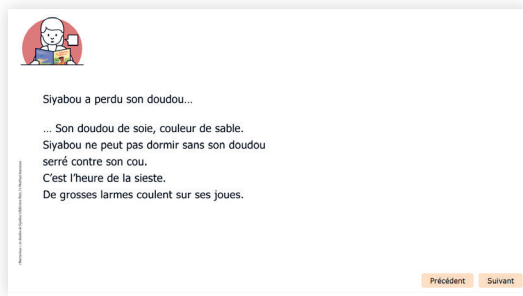 Siyabou a perdu son doudou…
… Son doudou de soie, couleur de sable.
Siyabou ne peut pas dormir sans son doudou
serré contre son cou.
C’est l’heure de la sieste.
De grosses larmes coulent sur ses joues.
Précédent
Suivant